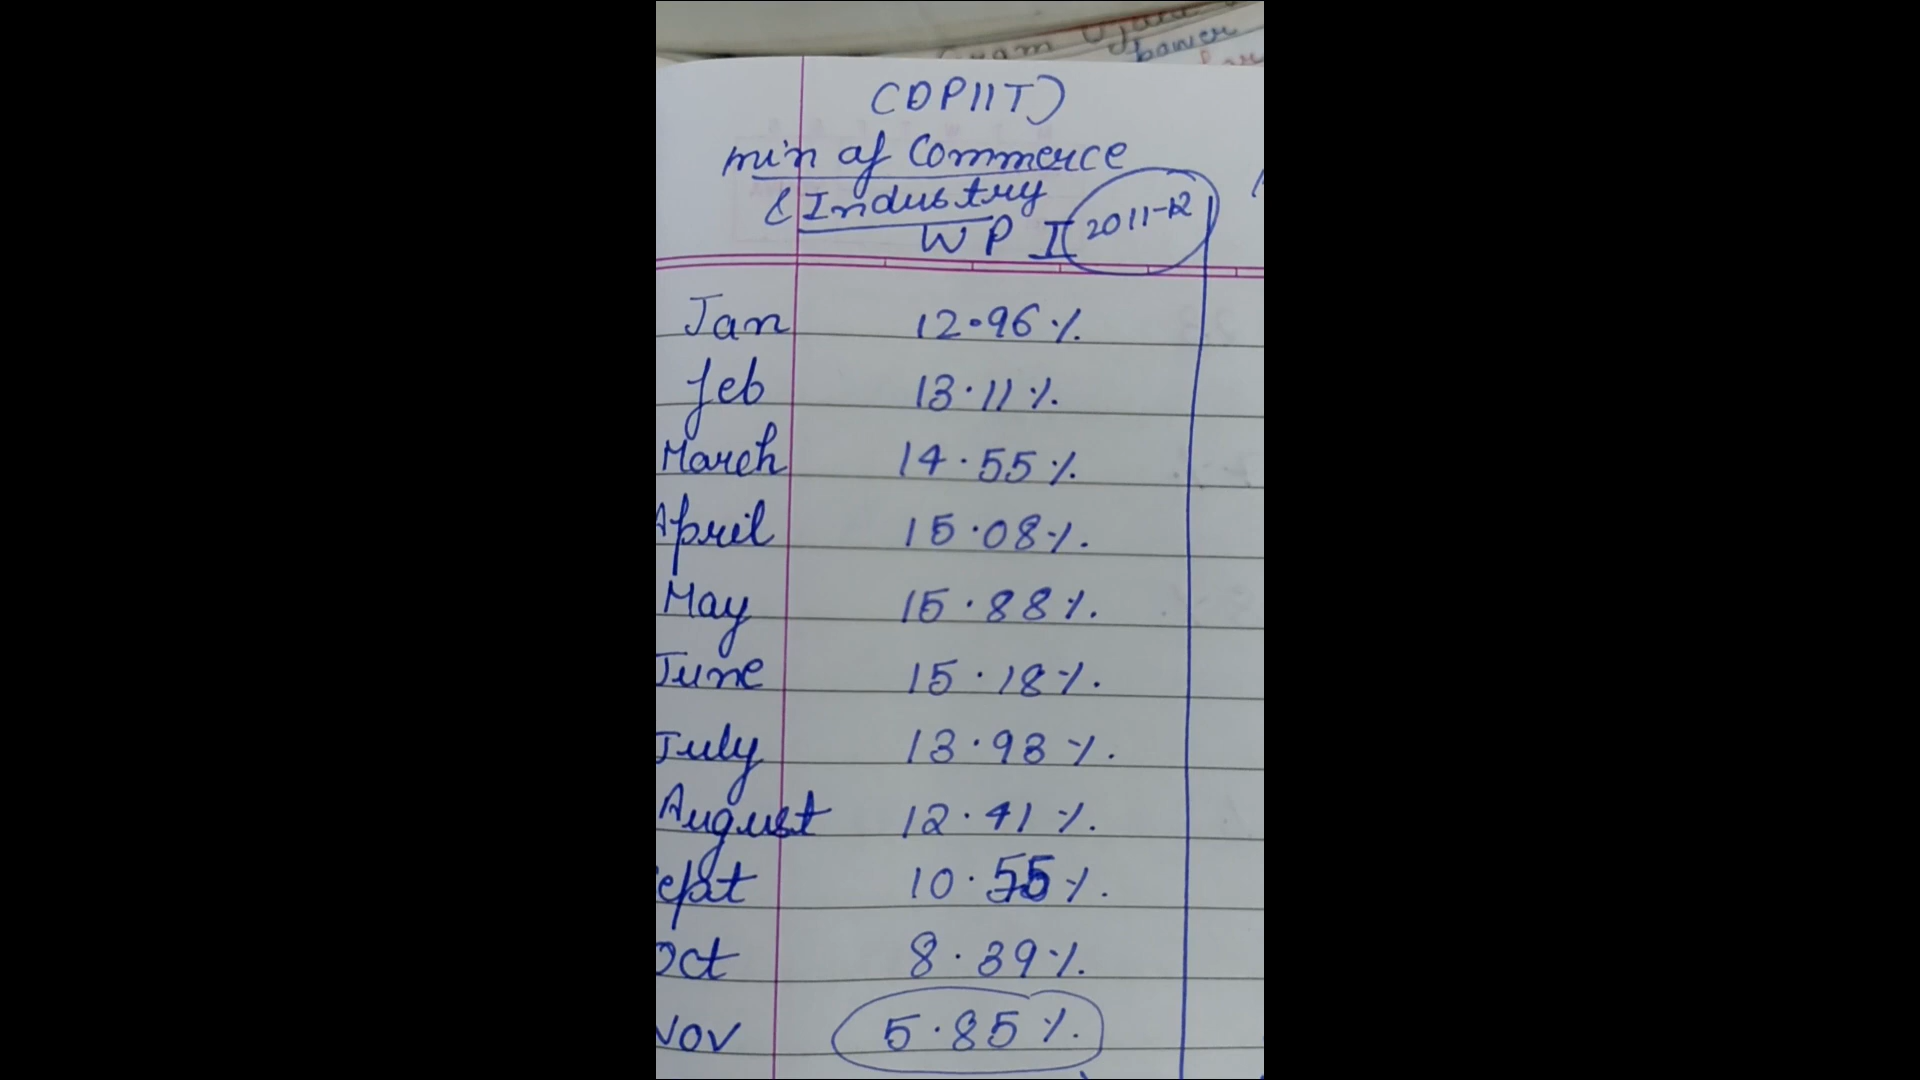 (DPIIT)
min of Commerce
& Industry
WPI 2011-12
Jan 12.96%
feb 13.11%
March 14.55%
April 15.08%
May 15.88%
June 15.18%
July 13.93%
August 12.41%
ept 10.55%
Oct 8.39%
Nov 5.85%